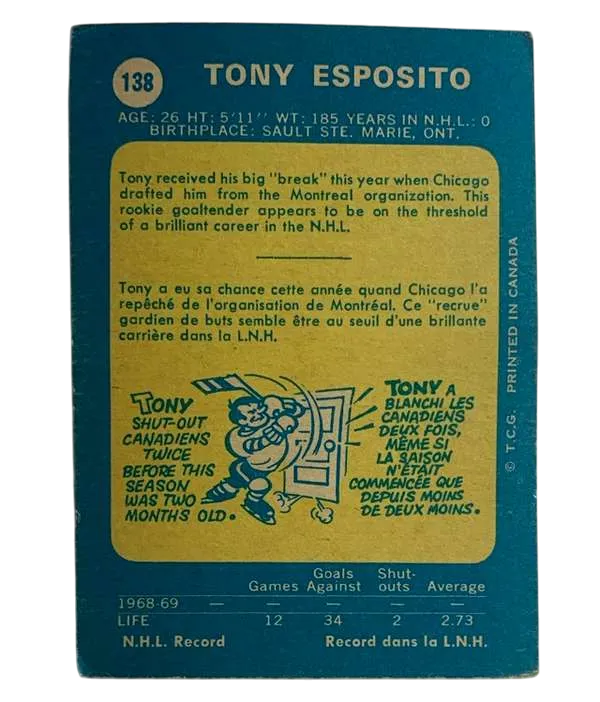 138
TONY ESPOSITO
AGE: 26 HT: 5'11'' WT: 185 YEARS IN N.H.L.: 0
BIRTHPLACE: SAULT STE. MARIE, ONT.
Tony received his big "break" this year when Chicago
drafted him from the Montreal organization. This
rookie goaltender appears to be on the threshold
of a brilliant career in the N.H.L.
Tony a eu sa chance cette année quand Chicago l'a
repêché de l'organisation de Montréal. Ce "recrue"
gardien de buts semble être au seuil d'une brillante
carrière dans la L.N.H.
TONY
SHUT-OUT
CANADIENS
TWICE
BEFORE THIS
SEASON
WAS TWO
MONTHS OLD.
TONY A
BLANCHI LES
CANADIENS
DEUX FOIS,
MÊME SI
LA SAISON
N'ÉTAIT
COMMENCÉE QUE
DEPUIS MOINS
DE DEUX MOINS.
© T.C.G. PRINTED IN CANADA
Goals Shut-
Games Against outs Average
1968-69 — — — —
LIFE 12 34 2 2.73
N.H.L. Record Record dans la L.N.H.